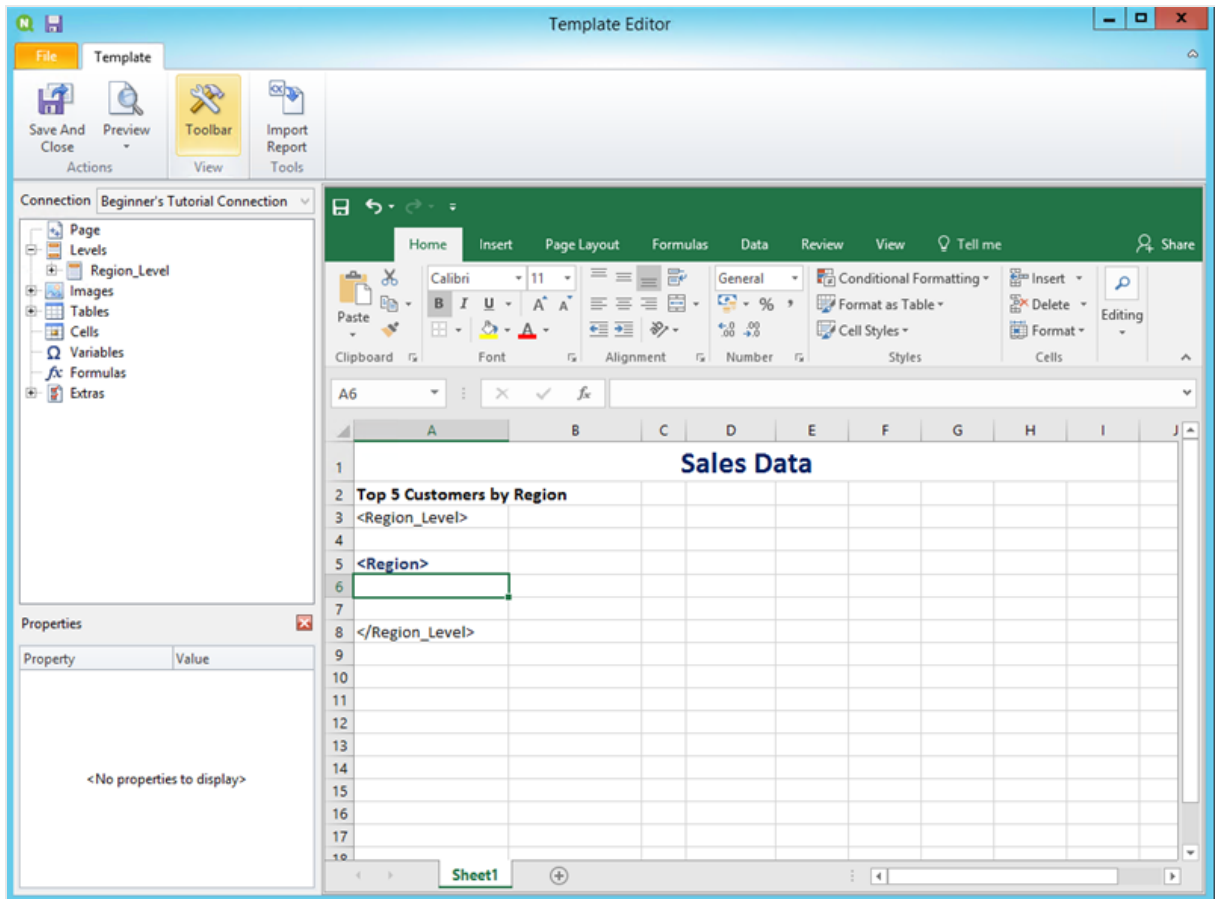 Template Editor
File Template
Save And Close
Preview
Toolbar
Import Report
Actions View Tools
Connection Beginner's Tutorial Connection
Page
Levels
Region_Level
Images
Tables
Cells
Ω Variables
fx Formulas
Extras
Properties
Property Value
<No properties to display>
Home Insert Page Layout Formulas Data Review View Tell me Share
Paste
Calibri 11
B I U A A
A
General
% ,
.00 .00
Conditional Formatting
Format as Table
Cell Styles
Insert
Delete
Format
Editing
Clipboard Font Alignment Number Styles Cells
A6 fx
A B C D E F G H I J
1 Sales Data
2 Top 5 Customers by Region
3 <Region_Level>
4
5 <Region>
6
7
8 </Region_Level>
9
10
11
12
13
14
15
16
17
18
Sheet1